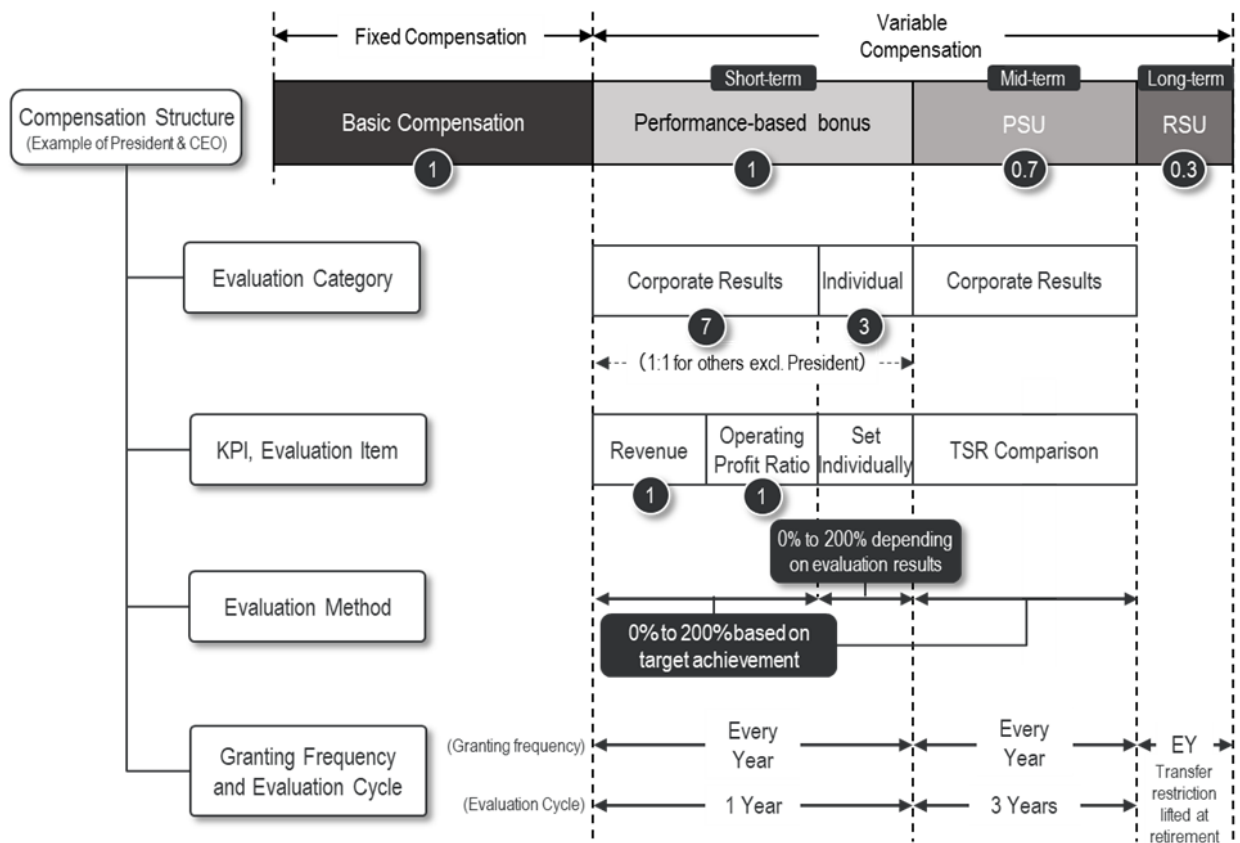 Fixed Compensation
Variable
Compensation
Short-term
Mid-term
Long-term
Compensation Structure
(Example of President & CEO)
Basic Compensation
Performance-based bonus
PSU
RSU
1
1
0.7
0.3
Evaluation Category
Corporate Results
Individual
Corporate Results
7
3
(1:1 for others excl. President)
KPI, Evaluation Item
Revenue
Operating
Profit Ratio
Set
Individually
TSR Comparison
1
1
0% to 200% depending
on evaluation results
Evaluation Method
0% to 200% based on
target achievement
Granting Frequency
and Evaluation Cycle
(Granting frequency)
Every
Year
Every
Year
EY
(Evaluation Cycle)
1 Year
3 Years
Transfer
restriction
lifted at
retirement